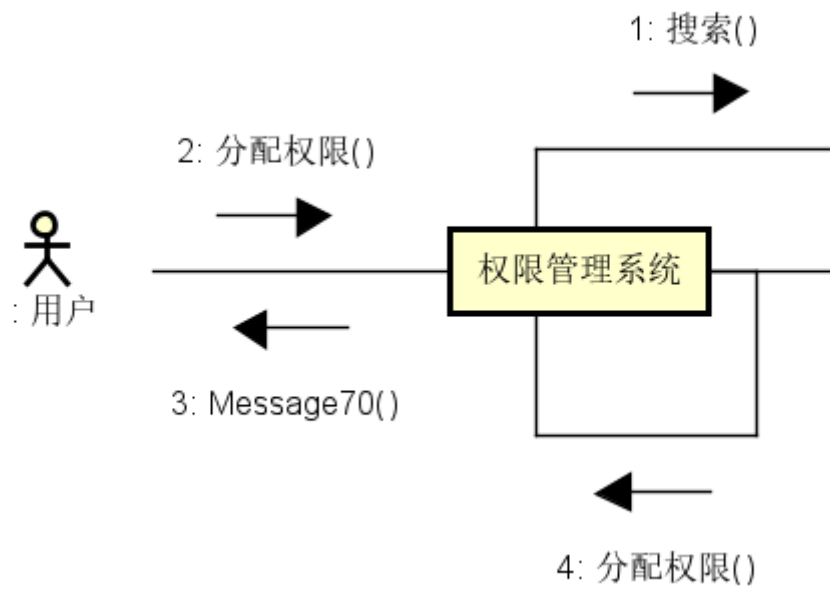 1: 搜索()
2: 分配权限()
权限管理系统
: 用户
3: Message70()
4: 分配权限()